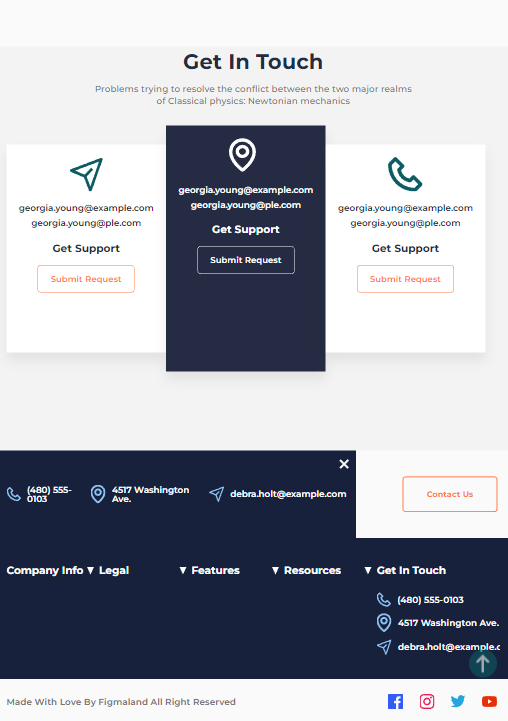 Get In Touch
Problems trying to resolve the conflict between the two major realms
of Classical physics: Newtonian mechanics
georgia.young@example.com
georgia.young@ple.com
Get Support
Submit Request
georgia.young@example.com
georgia.young@ple.com
Get Support
Submit Request
georgia.young@example.com
georgia.young@ple.com
Get Support
Submit Request
(480) 555-
0103
4517 Washington
Ave.
debra.holt@example.com
Contact Us
Company Info
Legal
Features
Resources
Get In Touch
(480) 555-0103
4517 Washington Ave.
debra.holt@example.c
Made With Love By Figmaland All Right Reserved